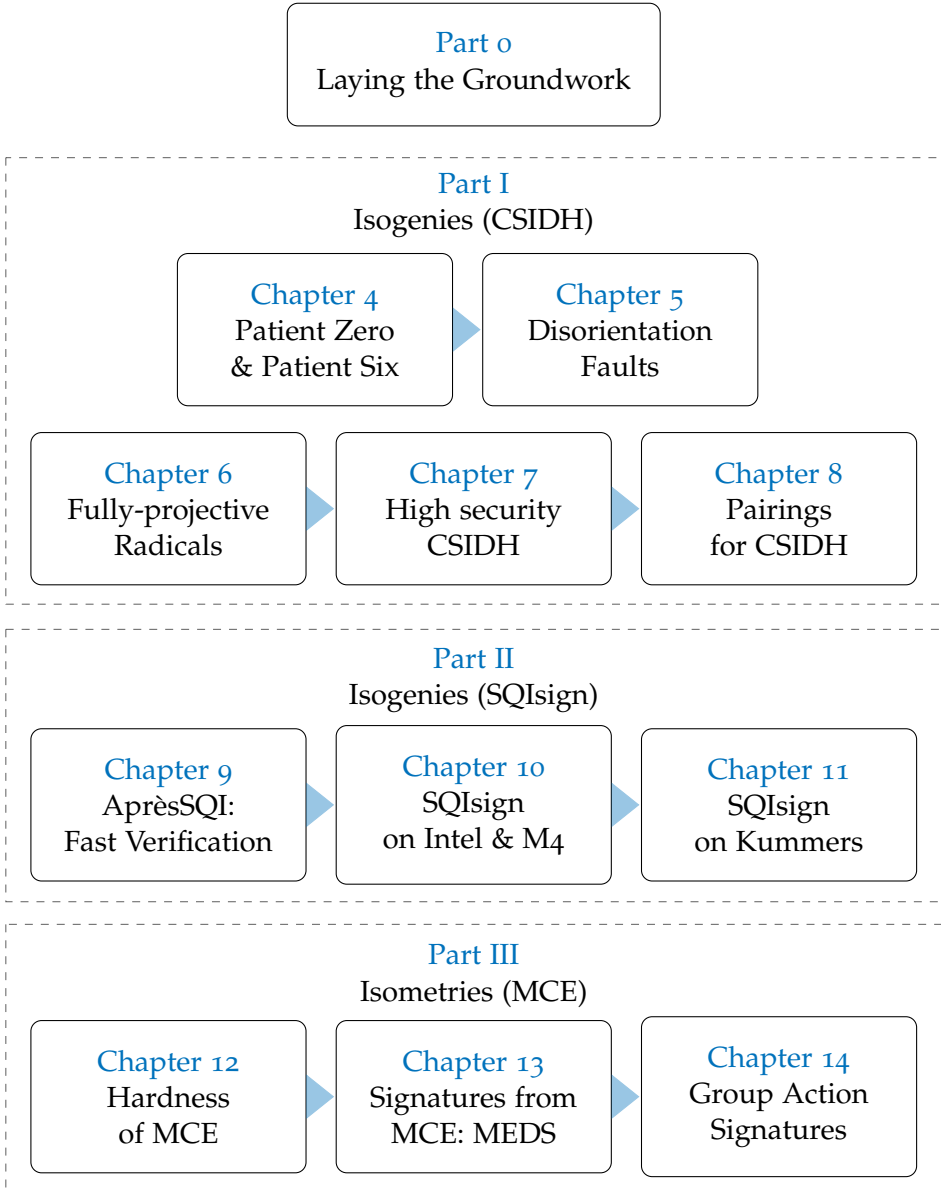 Part 0
Laying the Groundwork
Part I
Isogenies (CSIDH)
Chapter 4
Patient Zero
& Patient Six
Chapter 5
Disorientation
Faults
Chapter 6
Fully-projective
Radicals
Chapter 7
High security
CSIDH
Chapter 8
Pairings
for CSIDH
Part II
Isogenies (SQIsign)
Chapter 9
AprèsSQI:
Fast Verification
Chapter 10
SQIsign
on Intel & M4
Chapter 11
SQIsign
on Kummers
Part III
Isometries (MCE)
Chapter 12
Hardness
of MCE
Chapter 13
Signatures from
MCE: MEDS
Chapter 14
Group Action
Signatures